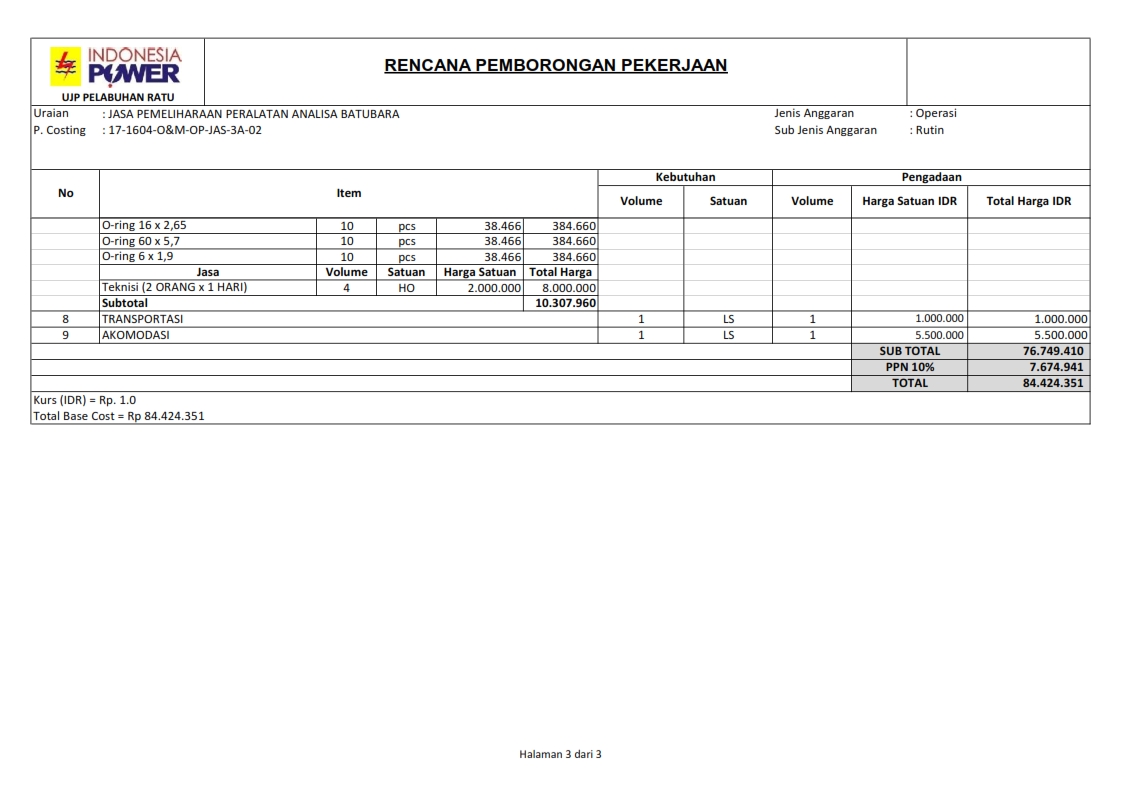 INDONESIA
POWER
UJP PELABUHAN RATU
RENCANA PEMBORONGAN PEKERJAAN
Uraian : JASA PEMELIHARAAN PERALATAN ANALISA BATUBARA Jenis Anggaran : Operasi
P. Costing : 17-1604-O&M-OP-JAS-3A-02 Sub Jenis Anggaran : Rutin
No Item Kebutuhan Pengadaan
Volume Satuan Volume Harga Satuan IDR Total Harga IDR
O-ring 16 x 2,65 10 pcs 38.466 384.660
O-ring 60 x 5,7 10 pcs 38.466 384.660
O-ring 6 x 1,9 10 pcs 38.466 384.660
Jasa Volume Satuan Harga Satuan Total Harga
Teknisi (2 ORANG x 1 HARI) 4 HO 2.000.000 8.000.000
Subtotal 10.307.960
8 TRANSPORTASI 1 LS 1 1.000.000 1.000.000
9 AKOMODASI 1 LS 1 5.500.000 5.500.000
SUB TOTAL 76.749.410
PPN 10% 7.674.941
TOTAL 84.424.351
Kurs (IDR) = Rp. 1.0
Total Base Cost = Rp 84.424.351
Halaman 3 dari 3